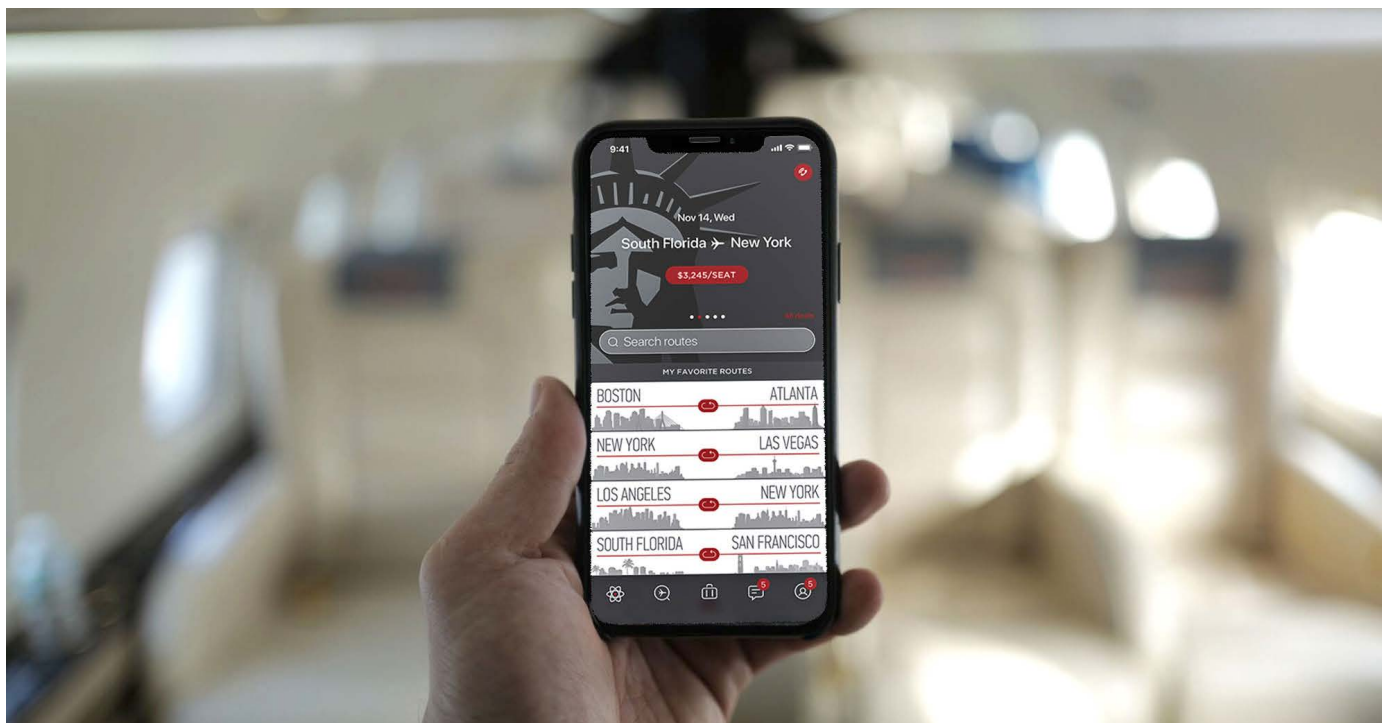 9:41
Nov 14, Wed
South Florida New York
$3,245/SEAT
Search routes
MY FAVORITE ROUTES
BOSTON ATLANTA
NEW YORK LAS VEGAS
LOS ANGELES NEW YORK
SOUTH FLORIDA SAN FRANCISCO
5 5